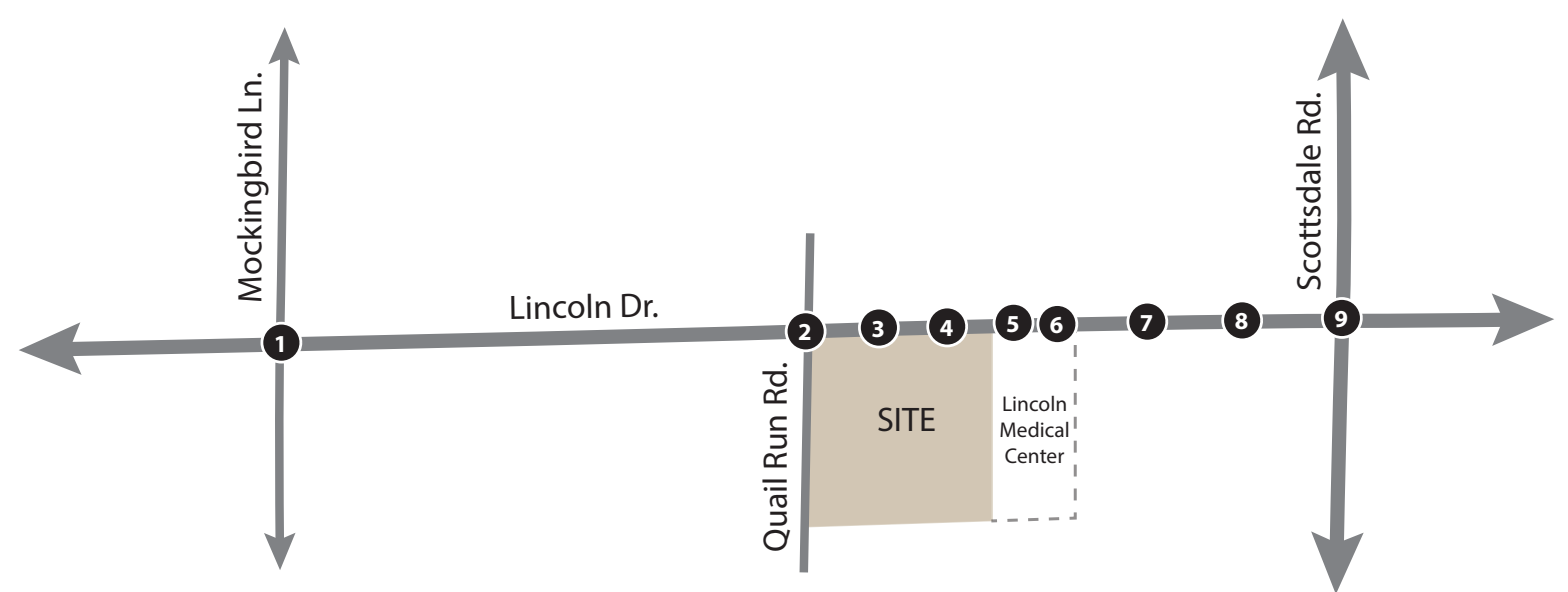 Mockingbird Ln.
Scottsdale Rd.
Lincoln Dr.
1
2
3
4
5
6
7
8
9
Quail Run Rd.
SITE
Lincoln
Medical
Center